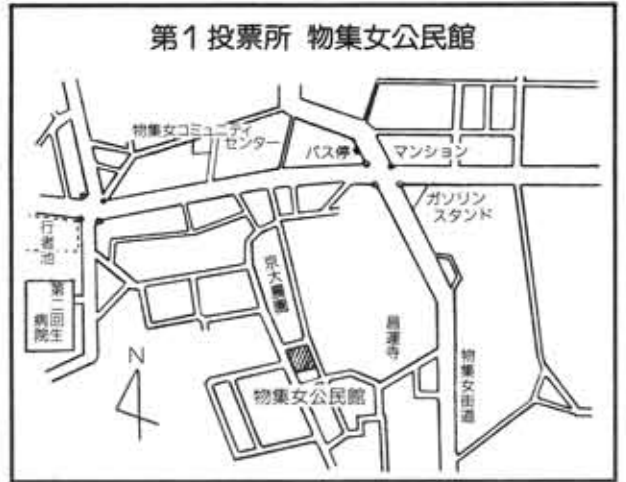 第1投票所 物集女公民館
物集女コミュニティ
センター
バス停
マンション
ガソリン
スタンド
行者池
京大農園
第二回生
病院
昌運寺
物集女街道
N
物集女公民館